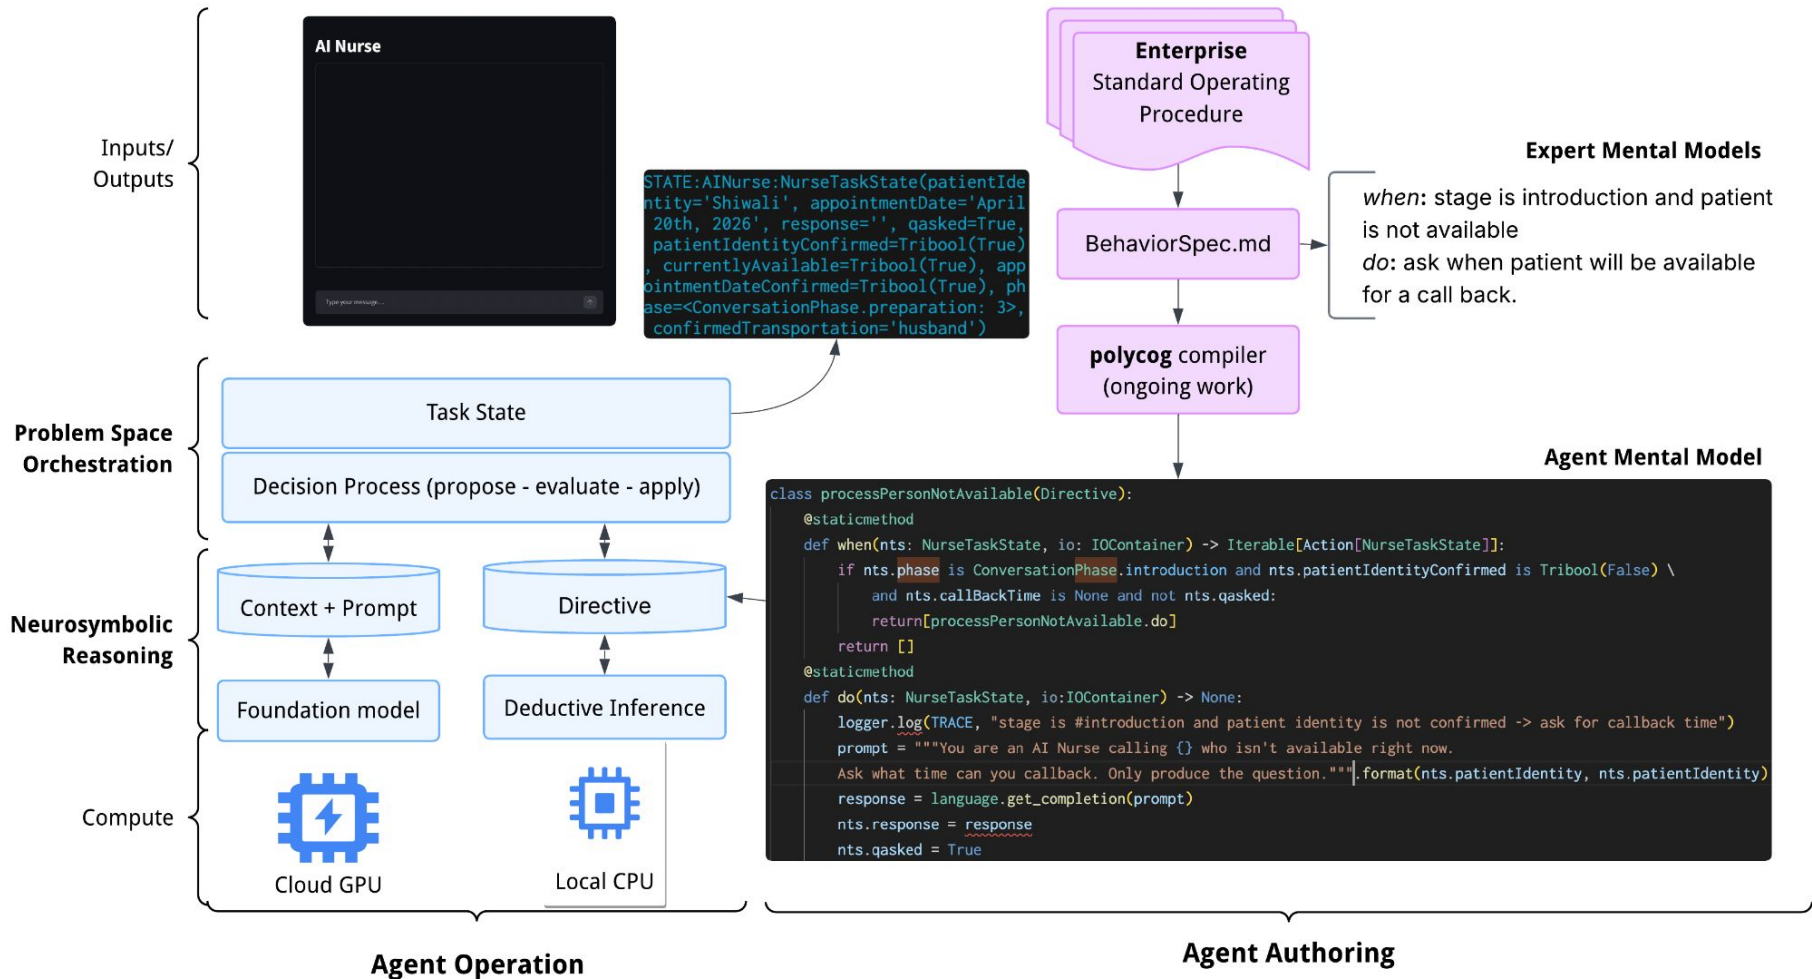 Inputs/
Outputs
AI Nurse
Type your message...
STATE:AINurse:NurseTaskState(patientIde
ntity='Shiwali', appointmentDate='April
20th, 2026', response='', qasked=True,
patientIdentityConfirmed=Tribool(True)
, currentlyAvailable=Tribool(True), app
ointmentDateConfirmed=Tribool(True), ph
ase=<ConversationPhase.preparation: 3>,
confirmedTransportation='husband')
Enterprise
Standard Operating
Procedure
BehaviorSpec.md
polycog compiler
(ongoing work)
Expert Mental Models
when: stage is introduction and patient
is not available
do: ask when patient will be available
for a call back.
Problem Space
Orchestration
Task State
Decision Process (propose - evaluate - apply)
Neurosymbolic
Reasoning
Context + Prompt
Directive
Foundation model
Deductive Inference
Compute
Cloud GPU
Local CPU
Agent Operation
Agent Mental Model
class processPersonNotAvailable(Directive):
@staticmethod
def when(nts: NurseTaskState, io: IOContainer) -> Iterable[Action[NurseTaskState]]:
if nts.phase is ConversationPhase.introduction and nts.patientIdentityConfirmed is Tribool(False) \
and nts.callBackTime is None and not nts.qasked:
return[processPersonNotAvailable.do]
return []
@staticmethod
def do(nts: NurseTaskState, io:IOContainer) -> None:
logger.log(TRACE, "stage is #introduction and patient identity is not confirmed -> ask for callback time")
prompt = """You are an AI Nurse calling {} who isn't available right now.
Ask what time can you callback. Only produce the question.""".format(nts.patientIdentity, nts.patientIdentity)
response = language.get_completion(prompt)
nts.response = response
nts.qasked = True
Agent Authoring